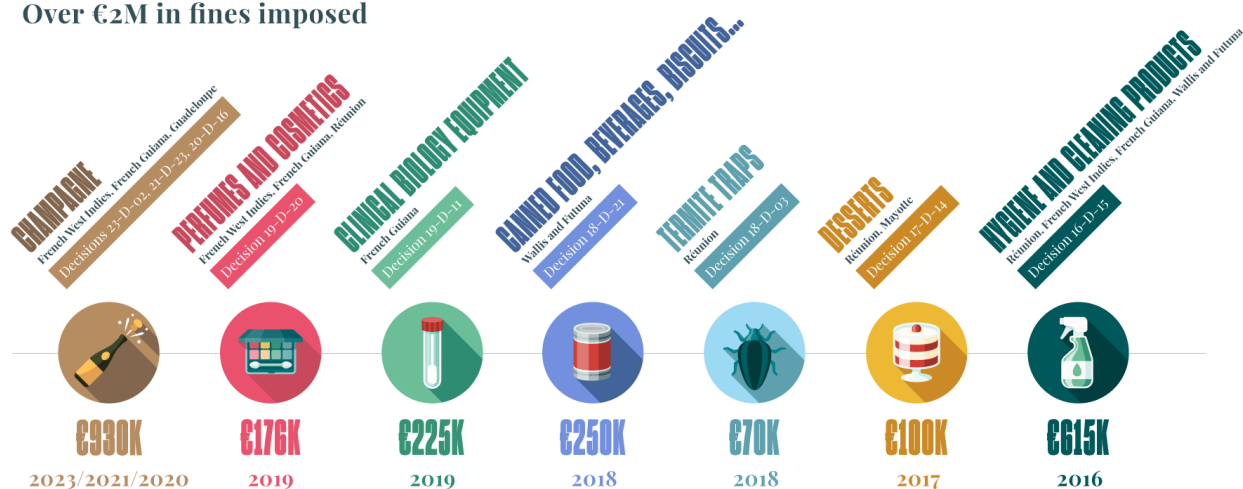 Over €2M in fines imposed
CHAMPAGNE
French West Indies, French Guiana, Guadeloupe
Decisions 23-D-02, 21-D-23, 20-D-16
€930K
2023/2021/2020
PERFUMES AND COSMETICS
French West Indies, French Guiana, Réunion
Decision 19-D-20
€176K
2019
CLINICAL BIOLOGY EQUIPMENT
French Guiana
Decision 19-D-11
€225K
2019
CANNED FOOD, BEVERAGES, BISCUITS...
Wallis and Futuna
Decision 18-D-21
€250K
2018
TERMITE TRAPS
Réunion
Decision 18-D-03
€70K
2018
DESSERTS
Réunion, Mayotte
Decision 17-D-14
€100K
2017
HYGIENE AND CLEANING PRODUCTS
Réunion, French West Indies, French Guiana, Wallis and Futuna
Decision 16-D-15
€615K
2016